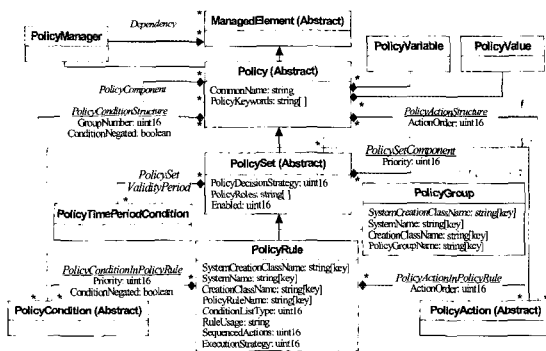 Dependency
ManagedElement (Abstract)
PolicyManager
PolicyVariable
PolicyValue
Policy (Abstract)
CommonName: string
PolicyKeywords: string[ ]
PolicyComponent
PolicyConditionStructure
GroupNumber: uint16
ConditionNegated: boolean
PolicyActionStructure
ActionOrder: uint16
PolicySetComponent
Priority: uint16
PolicySet (Abstract)
PolicyDecisionStrategy: uint16
PolicyRoles: string[ ]
Enabled: uint16
PolicySet
ValidityPeriod
PolicyTimePeriodCondition
PolicyGroup
SystemCreationClassName: string[key]
SystemName: string[key]
CreationClassName: string[key]
PolicyGroupName: string[key]
PolicyRule
SystemCreationClassName: string[key]
SystemName: string[key]
CreationClassName: string[key]
PolicyRuleName: string[key]
ConditionListType: uint16
RuleUsage: string
SequencedActions: uint16
ExecutionStrategy: uint16
PolicyConditionInPolicyRule
Priority: uint16
ConditionNegated: boolean
PolicyActionInPolicyRule
ActionOrder: uint16
PolicyCondition (Abstract)
PolicyAction (Abstract)